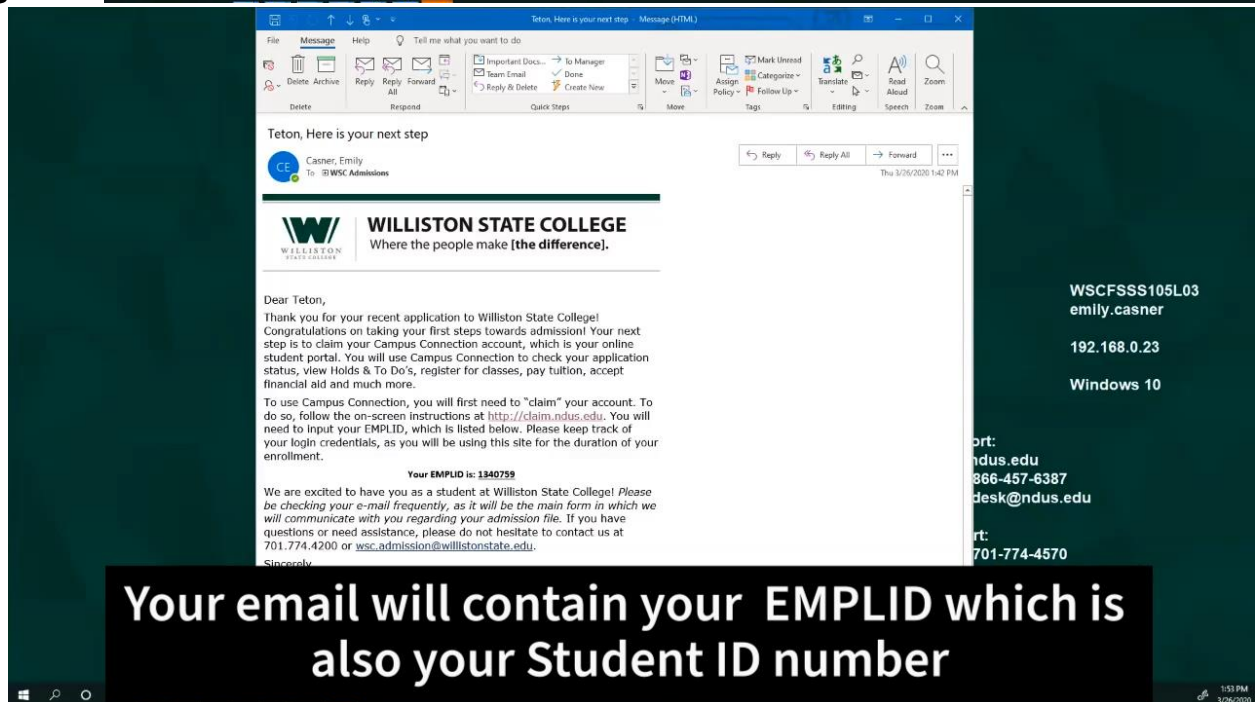 Teton, Here is your next step - Message (HTML)
File Message Help Tell me what you want to do
Delete Archive
Reply Reply All Forward
Important Docs... To Manager
Team Email Done
Reply & Delete Create New
Move
Assign Policy
Mark Unread
Categorize
Follow Up
Translate
Read Aloud
Zoom
Delete Respond Quick Steps Move Tags Editing Speech Zoom
Teton, Here is your next step
CE
Casner, Emily
To WSC Admissions
Reply Reply All Forward
Thu 3/26/2020 1:42 PM
WILLISTON
STATE COLLEGE
WILLISTON STATE COLLEGE
Where the people make [the difference].
Dear Teton,
Thank you for your recent application to Williston State College!
Congratulations on taking your first steps towards admission! Your next
step is to claim your Campus Connection account, which is your online
student portal. You will use Campus Connection to check your application
status, view Holds & To Do's, register for classes, pay tuition, accept
financial aid and much more.
To use Campus Connection, you will first need to "claim" your account. To
do so, follow the on-screen instructions at http://claim.ndus.edu. You will
need to input your EMPLID, which is listed below. Please keep track of
your login credentials, as you will be using this site for the duration of your
enrollment.
Your EMPLID is: 1340759
We are excited to have you as a student at Williston State College! Please
be checking your e-mail frequently, as it will be the main form in which we
will communicate with you regarding your admission file. If you have
questions or need assistance, please do not hesitate to contact us at
701.774.4200 or wsc.admission@willistonstate.edu.
Sincerely
WSCFSSS105L03
emily.casner
192.168.0.23
Windows 10
ort:
ndus.edu
866-457-6387
desk@ndus.edu
rt:
701-774-4570
Your email will contain your EMPLID which is
also your Student ID number
1:53 PM
3/26/2020